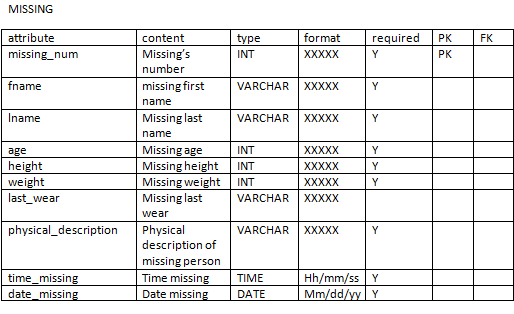 MISSING
attribute content type format required PK FK
missing_num Missing's number INT XXXXX Y PK
fname missing first name VARCHAR XXXXX Y
lname Missing last name VARCHAR XXXXX Y
age Missing age INT XXXXX Y
height Missing height INT XXXXX Y
weight Missing weight INT XXXXX Y
last_wear Missing last wear VARCHAR XXXXX
physical_description Physical description of missing person VARCHAR XXXXX Y
time_missing Time missing TIME Hh/mm/ss Y
date_missing Date missing DATE Mm/dd/yy Y